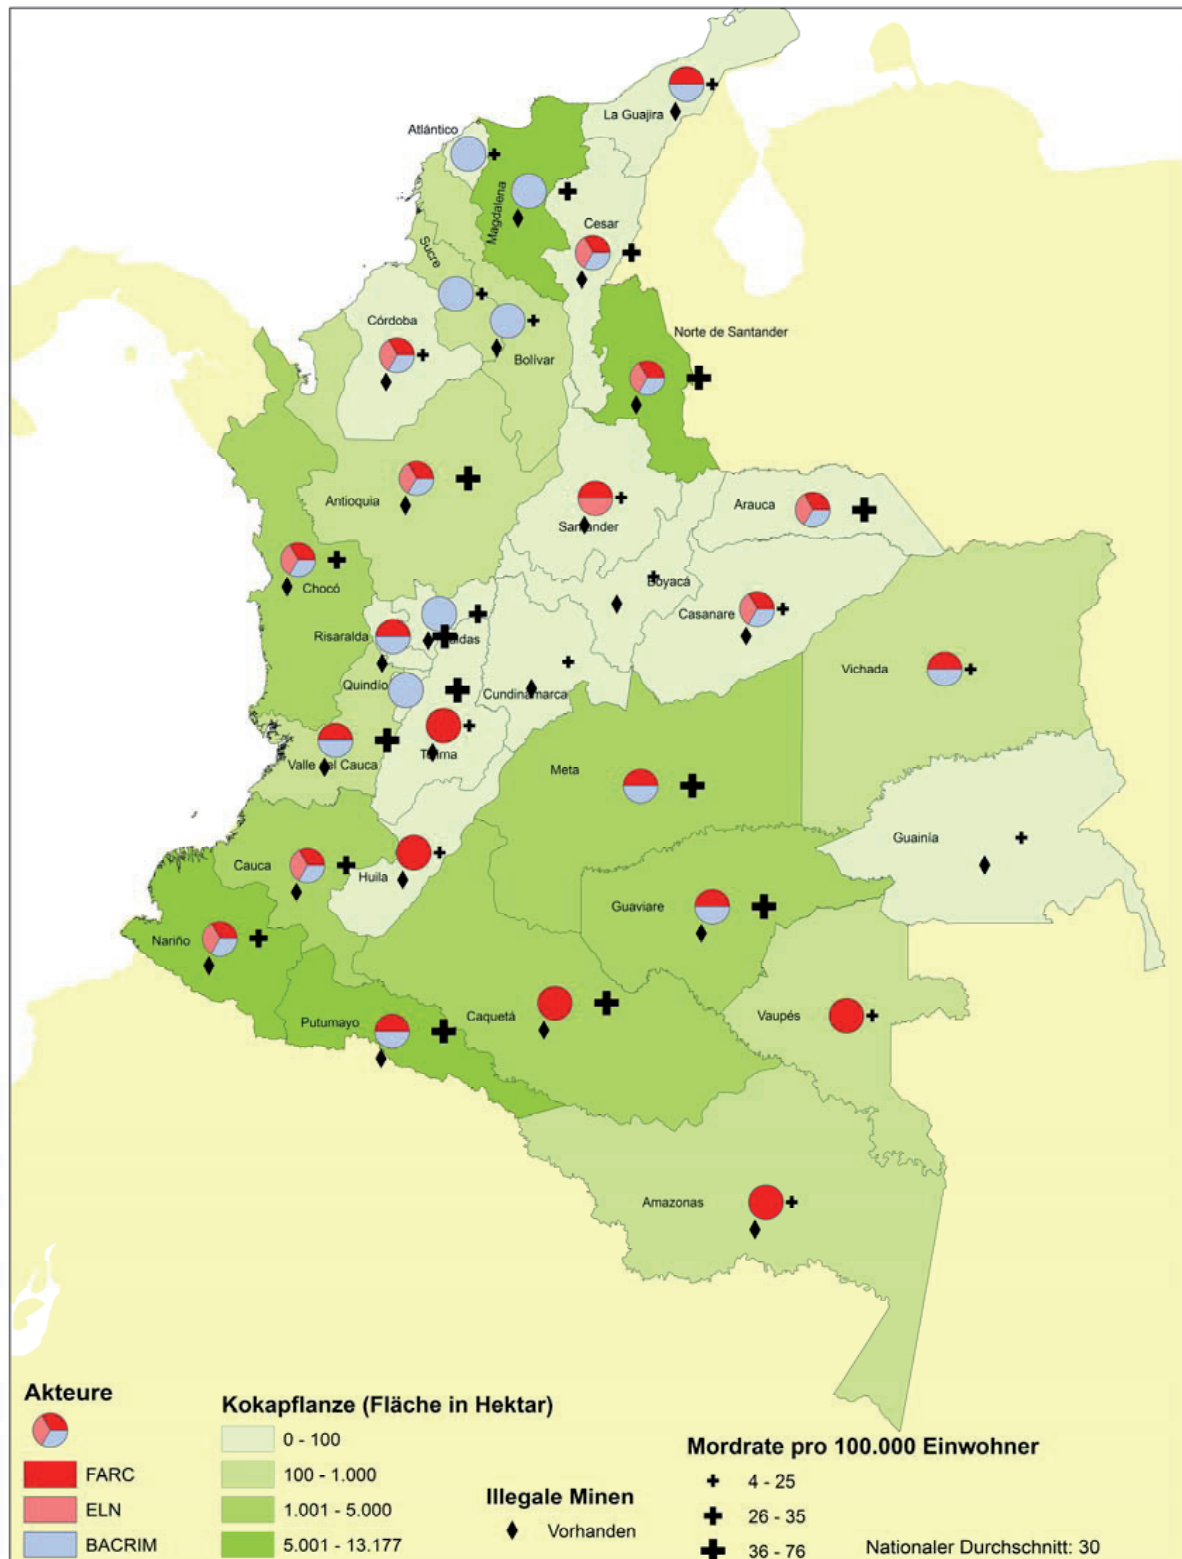 La Guajira
Atlántico
Magdalena
Cesar
Sucre
Córdoba
Bolívar
Norte de Santander
Antioquia
Santander
Arauca
Chocó
Boyacá
Casanare
Risaralda
Quindío
Cundinamarca
Vichada
Valle del Cauca
Tolima
Meta
Guainía
Cauca
Huila
Guaviare
Nariño
Putumayo
Caquetá
Vaupés
Amazonas
Akteure
FARC
ELN
BACRIM
Kokapflanze (Fläche in Hektar)
0 - 100
100 - 1.000
1.001 - 5.000
5.001 - 13.177
Illegale Minen
Vorhanden
Mordrate pro 100.000 Einwohner
4 - 25
26 - 35
36 - 76
Nationaler Durchschnitt: 30